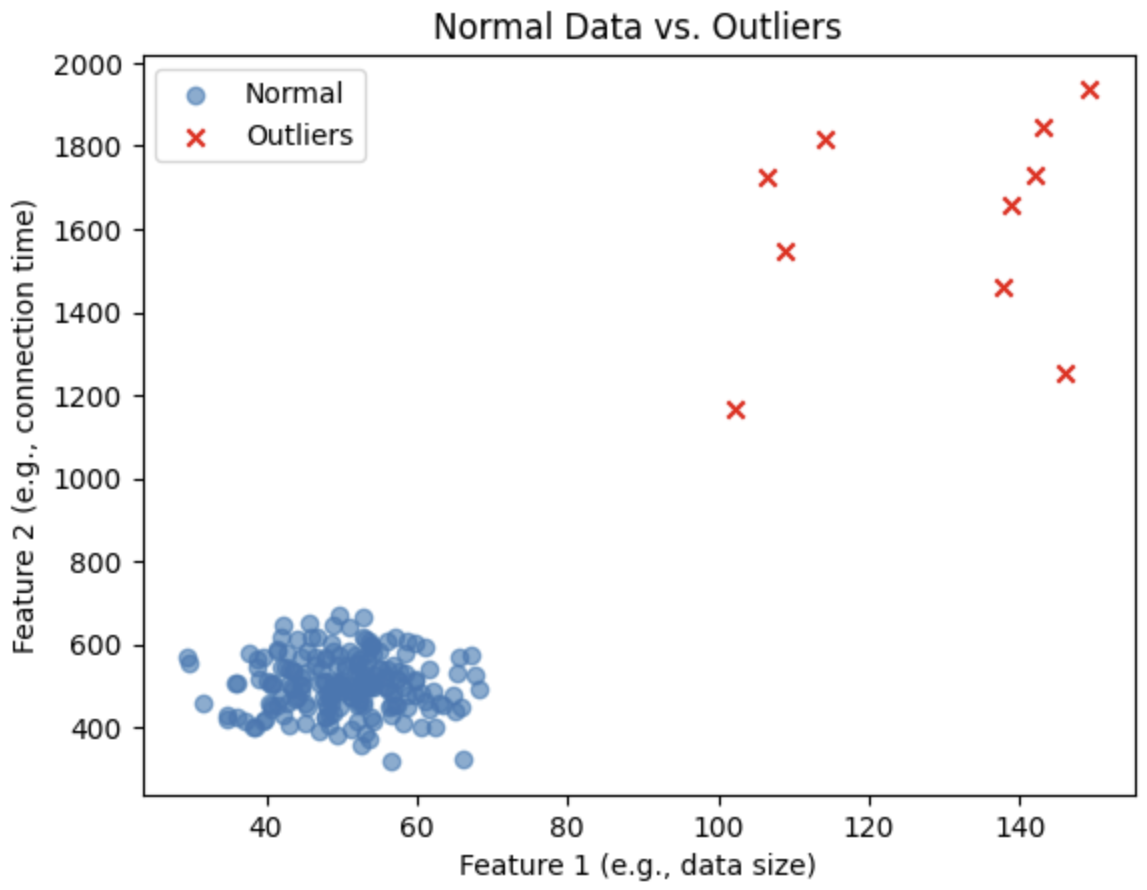 Normal Data vs. Outliers
Normal
Outliers
2000
1800
1600
1400
1200
1000
800
600
400
Feature 2 (e.g., connection time)
40 60 80 100 120 140
Feature 1 (e.g., data size)